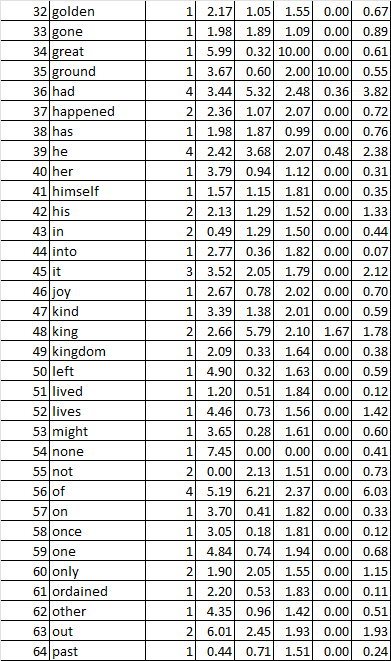 32 golden 1 2.17 1.05 1.55 0.00 0.67
33 gone 1 1.98 1.89 1.09 0.00 0.89
34 great 1 5.99 0.32 10.00 0.00 0.61
35 ground 1 3.67 0.60 2.00 10.00 0.55
36 had 4 3.44 5.32 2.48 0.36 3.82
37 happened 2 2.36 1.07 2.07 0.00 0.72
38 has 1 1.98 1.87 0.99 0.00 0.76
39 he 4 2.42 3.68 2.07 0.48 2.38
40 her 1 3.79 0.94 1.12 0.00 0.31
41 himself 1 1.57 1.15 1.81 0.00 0.35
42 his 2 2.13 1.29 1.52 0.00 1.33
43 in 2 0.49 1.29 1.50 0.00 0.44
44 into 1 2.77 0.36 1.82 0.00 0.07
45 it 3 3.52 2.05 1.79 0.00 2.12
46 joy 1 2.67 0.78 2.02 0.00 0.70
47 kind 1 3.39 1.38 2.01 0.00 0.59
48 king 2 2.66 5.79 2.10 1.67 1.78
49 kingdom 1 2.09 0.33 1.64 0.00 0.38
50 left 1 4.90 0.32 1.63 0.00 0.59
51 lived 1 1.20 0.51 1.84 0.00 0.12
52 lives 1 4.46 0.73 1.56 0.00 1.42
53 might 1 3.65 0.28 1.61 0.00 0.60
54 none 1 7.45 0.00 0.00 0.00 0.41
55 not 2 0.00 2.13 1.51 0.00 0.73
56 of 4 5.19 6.21 2.37 0.00 6.03
57 on 1 3.70 0.41 1.82 0.00 0.33
58 once 1 3.05 0.18 1.81 0.00 0.12
59 one 1 4.84 0.74 1.94 0.00 0.68
60 only 2 1.90 2.05 1.55 0.00 1.15
61 ordained 1 2.20 0.53 1.83 0.00 0.11
62 other 1 4.35 0.96 1.42 0.00 0.51
63 out 2 6.01 2.45 1.93 0.00 1.93
64 past 1 0.44 0.71 1.51 0.00 0.24